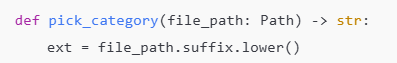 def pick_category(file_path: Path) -> str:
    ext = file_path.suffix.lower()